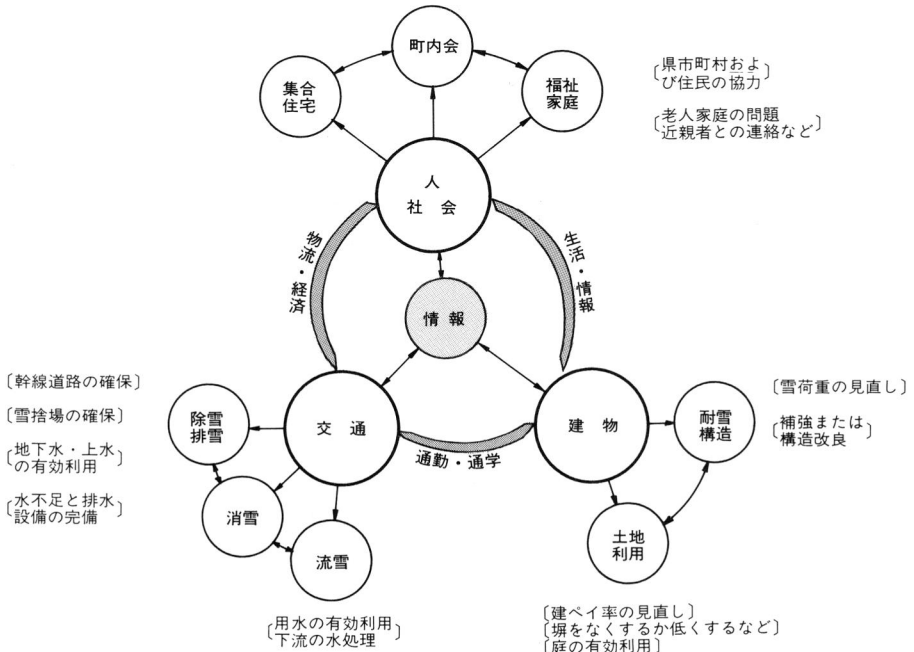 町内会
集合
住宅
福祉
家庭
〔県市町村およ
び住民の協力〕
〔老人家庭の問題
近親者との連絡など〕
人
社会
物流・経済
生活・情報
情報
〔幹線道路の確保〕
〔雪捨場の確保〕
〔地下水・上水
の有効利用〕
〔水不足と排水
設備の完備〕
除雪
排雪
交通
通勤・通学
建物
耐雪
構造
〔雪荷重の見直し〕
〔補強または
構造改良〕
消雪
流雪
土地
利用
〔用水の有効利用
下流の水処理〕
〔建ペイ率の見直し〕
〔塀をなくするか低くするなど〕
〔庭の有効利用〕